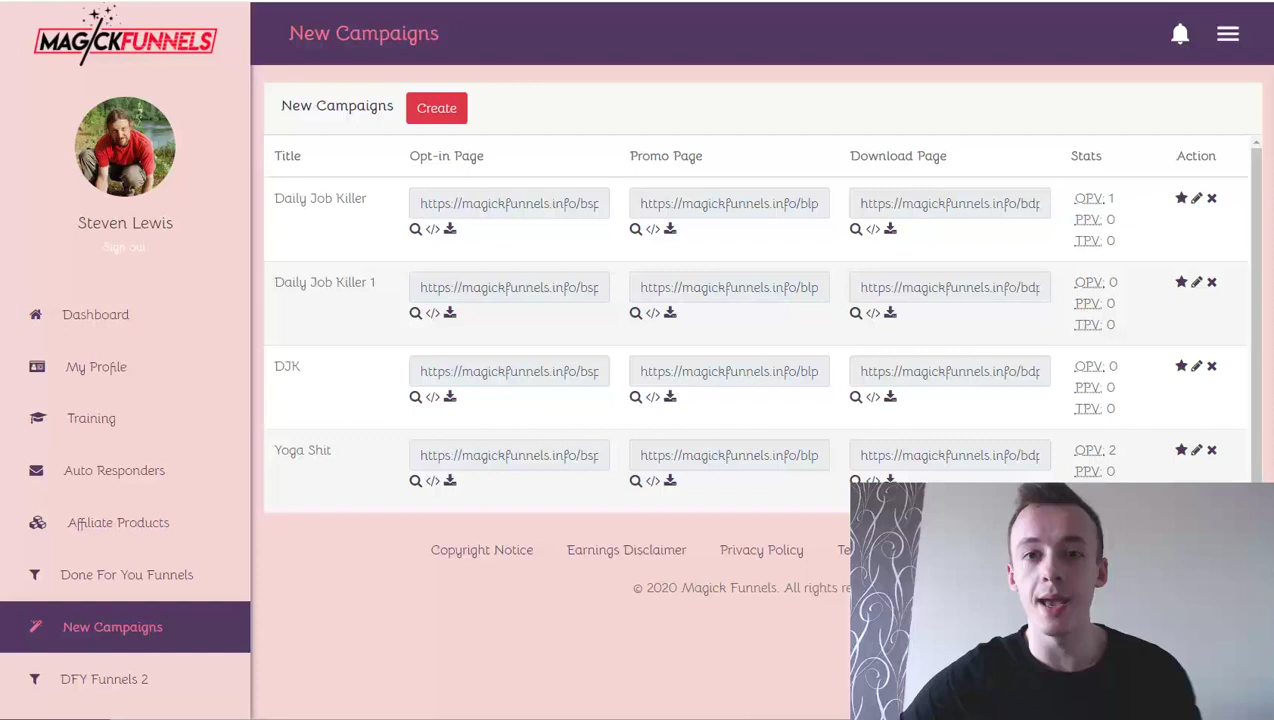 MAGICKFUNNELS
New Campaigns
Steven Lewis
Sign out
Dashboard
My Profile
Training
Auto Responders
Affiliate Products
Done For You Funnels
New Campaigns
DFY Funnels 2
New Campaigns Create
Title Opt-in Page Promo Page Download Page Stats Action
Daily Job Killer https://magickfunnels.info/bsp https://magickfunnels.info/blp https://magickfunnels.info/bdp OPV: 1
PPV: 0
TPV: 0
Daily Job Killer 1 https://magickfunnels.info/bsp https://magickfunnels.info/blp https://magickfunnels.info/bdp OPV: 0
PPV: 0
TPV: 0
DJK https://magickfunnels.info/bsp https://magickfunnels.info/blp https://magickfunnels.info/bdp OPV: 0
PPV: 0
TPV: 0
Yoga Shit https://magickfunnels.info/bsp https://magickfunnels.info/blp https://magickfunnels.info/bdp OPV: 2
PPV: 0
Copyright Notice Earnings Disclaimer Privacy Policy
© 2020 Magick Funnels. All rights